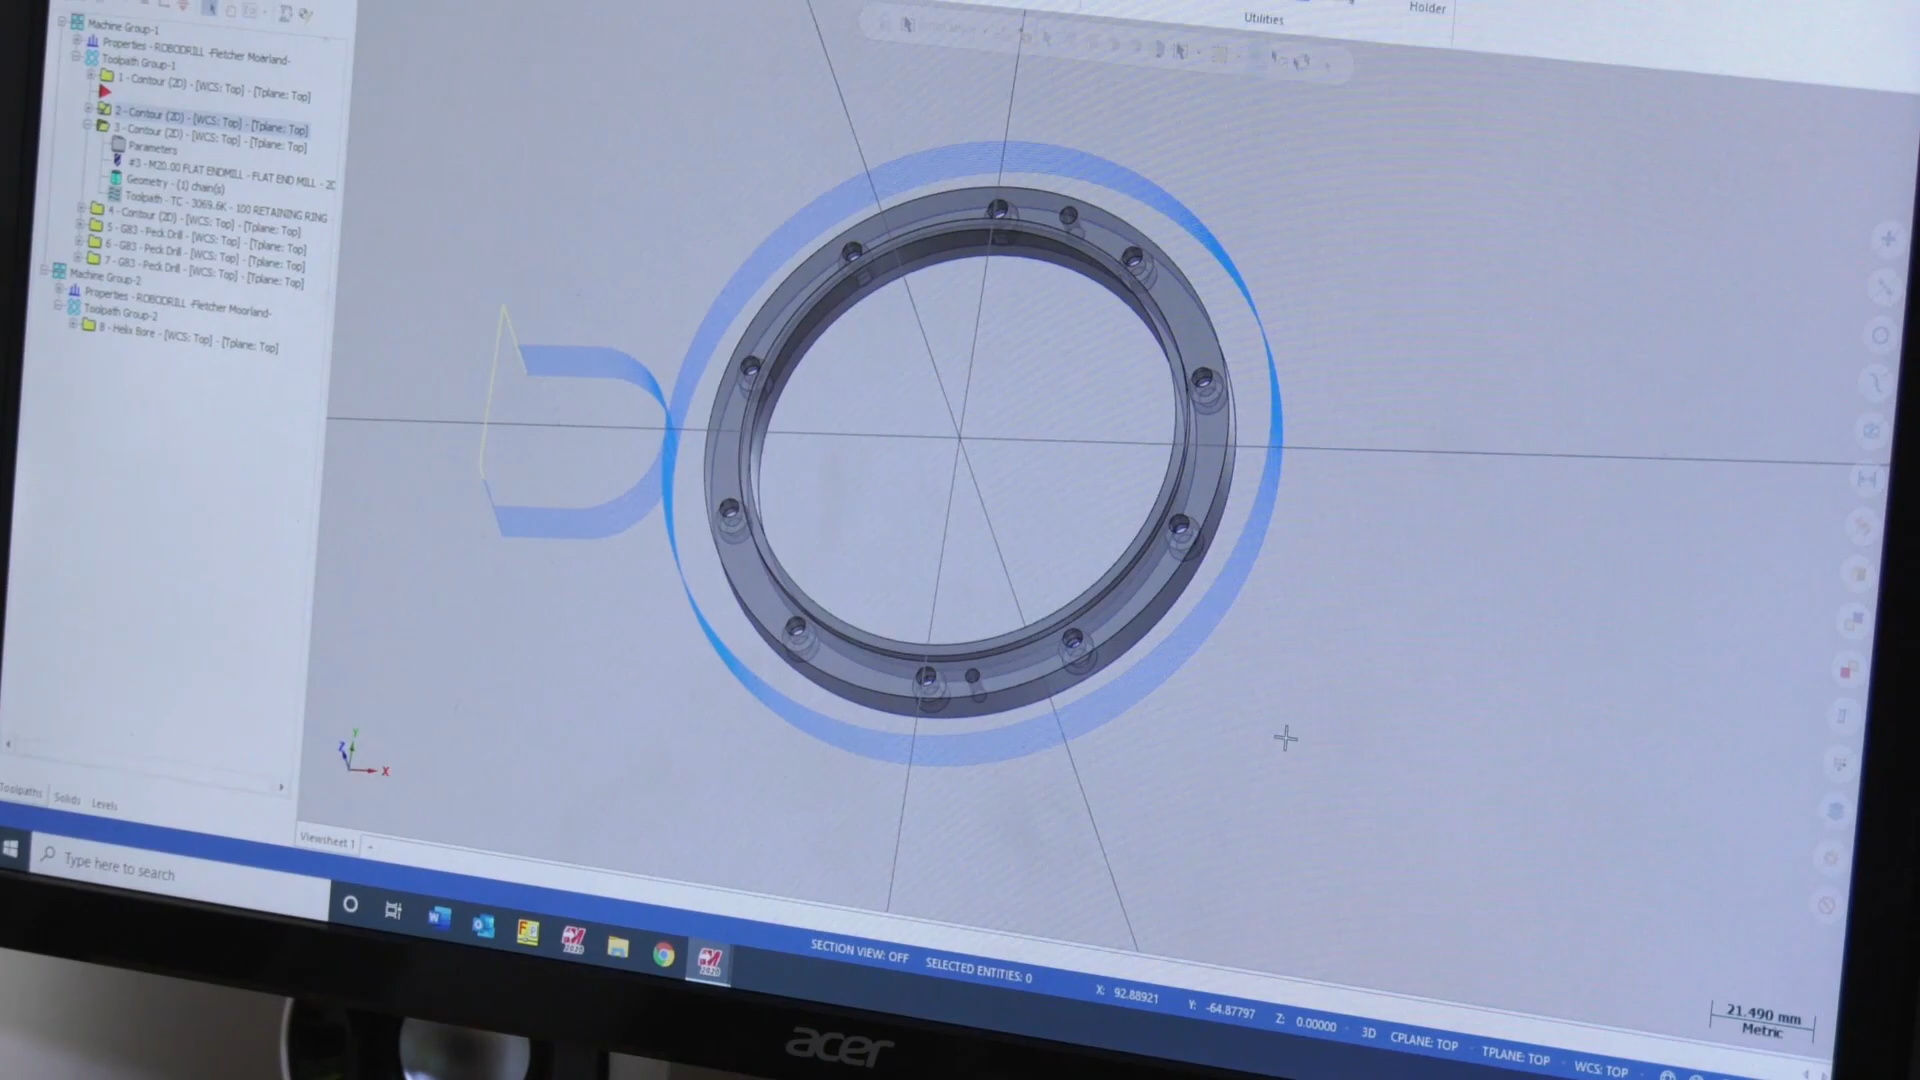 Utilities
Holder
Machine Group-1
Properties - ROBODRILL -Fletcher Moorland-
Toolpath Group-1
1 - Contour (2D) - [WCS: Top] - [Tplane: Top]
2 - Contour (2D) - [WCS: Top] - [Tplane: Top]
3 - Contour (2D) - [WCS: Top] - [Tplane: Top]
Parameters
#3 - M20.00 FLAT ENDMILL - FLAT END MILL - 20
Geometry - (1) chain(s)
Toolpath - TC - 3069.6K - 100 RETAINING RING
4 - Contour (2D) - [WCS: Top] - [Tplane: Top]
5 - G83 - Peck Drill - [WCS: Top] - [Tplane: Top]
6 - G83 - Peck Drill - [WCS: Top] - [Tplane: Top]
7 - G83 - Peck Drill - [WCS: Top] - [Tplane: Top]
Machine Group-2
Properties - ROBODRILL -Fletcher Moorland-
Toolpath Group-2
8 - Helix Bore - [WCS: Top] - [Tplane: Top]
Y
Z
X
Toolpaths Solids Levels
Viewsheet 1
21.490 mm
Metric
SECTION VIEW: OFF SELECTED ENTITIES: 0 X: 92.88921 Y: -64.87797 Z: 0.00000 3D CPLANE: TOP TPLANE: TOP WCS: TOP
Type here to search
2020
2020
acer